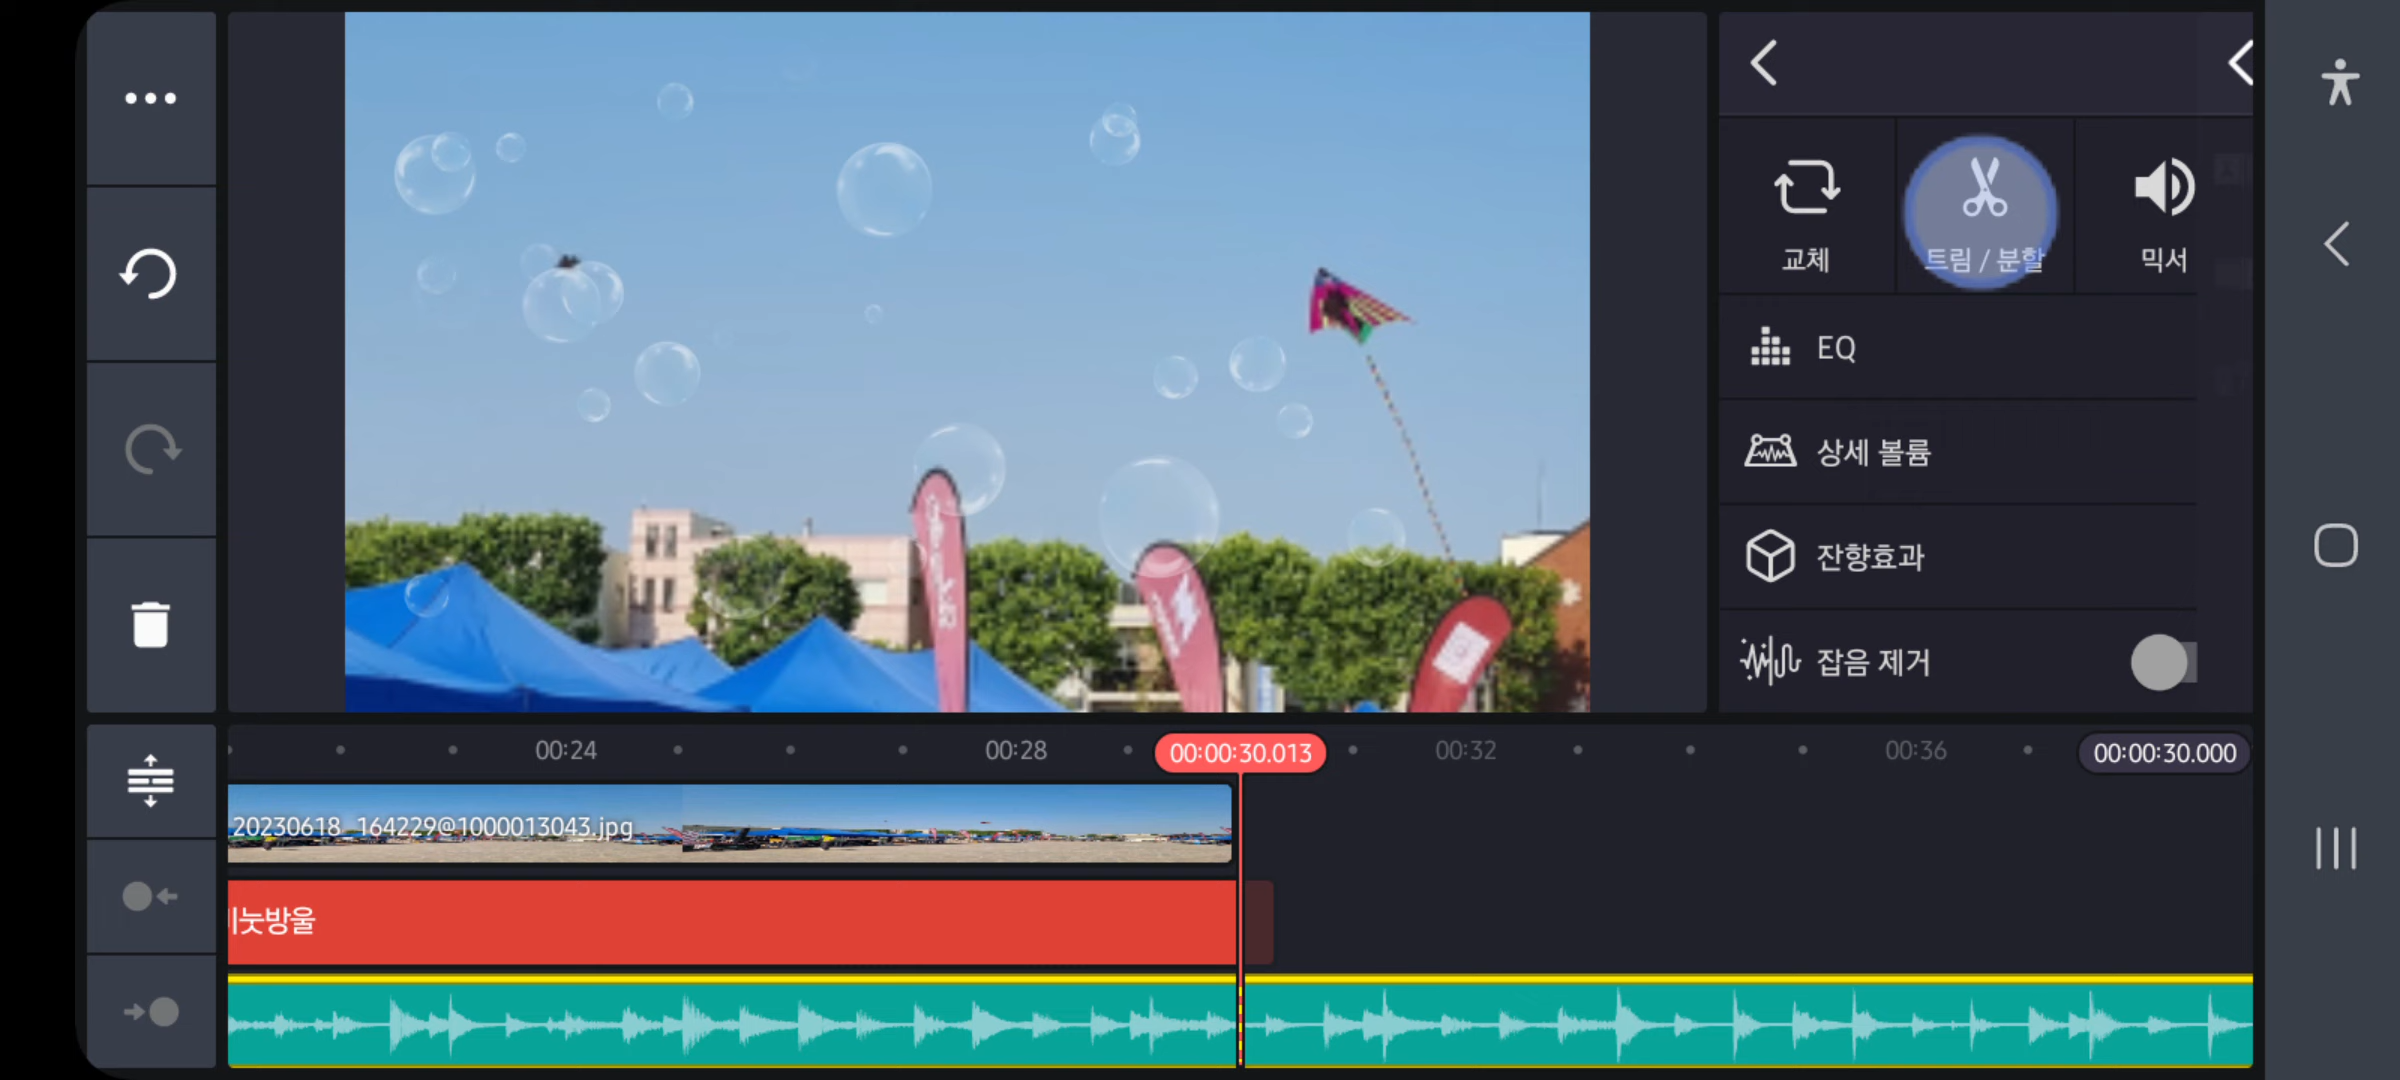 교체
트림 / 분할
믹서
EQ
상세 볼륨
잔향효과
잡음 제거
00:24
00:28
00:00:30.013
00:32
00:36
00:00:30.000
20230618_164229@1000013043.jpg
비눗방울